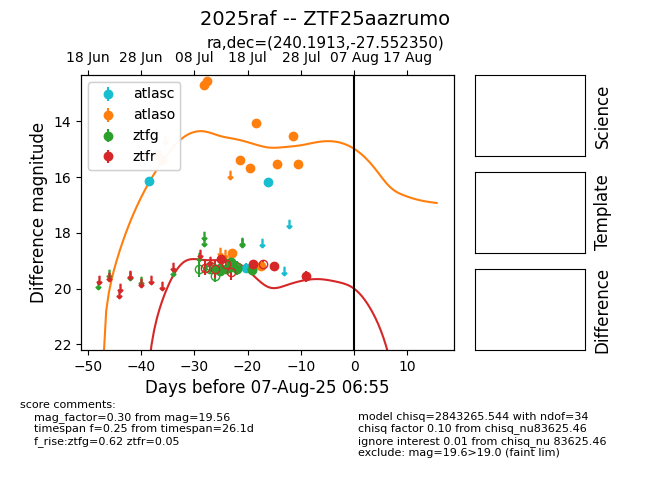 2025raf -- ZTF25aazrumo
ra,dec=(240.1913,-27.552350)
18 Jun 28 Jun 08 Jul 18 Jul 28 Jul 07 Aug 17 Aug
atlasc
atlaso
ztfg
ztfr
14
16
18
20
22
Difference magnitude
−50 −40 −30 −20 −10 0 10
Days before 07-Aug-25 06:55
Science
Template
Difference
score comments:
mag_factor=0.30 from mag=19.56
timespan f=0.25 from timespan=26.1d
f_rise:ztfg=0.62 ztfr=0.05
model chisq=2843265.544 with ndof=34
chisq factor 0.10 from chisq_nu83625.46
ignore interest 0.01 from chisq_nu 83625.46
exclude: mag=19.6>19.0 (faint lim)